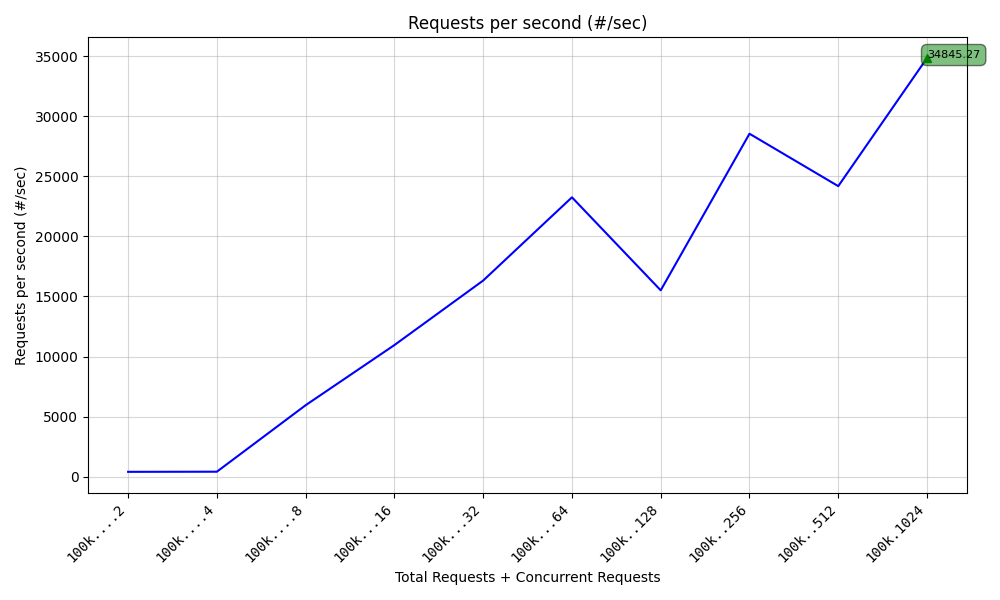 Requests per second (#/sec)
34845.27
35000
30000
25000
20000
15000
10000
5000
0
Requests per second (#/sec)
100k....2
100k....4
100k....8
100k...16
100k...32
100k...64
100k..128
100k..256
100k..512
100k.1024
Total Requests + Concurrent Requests